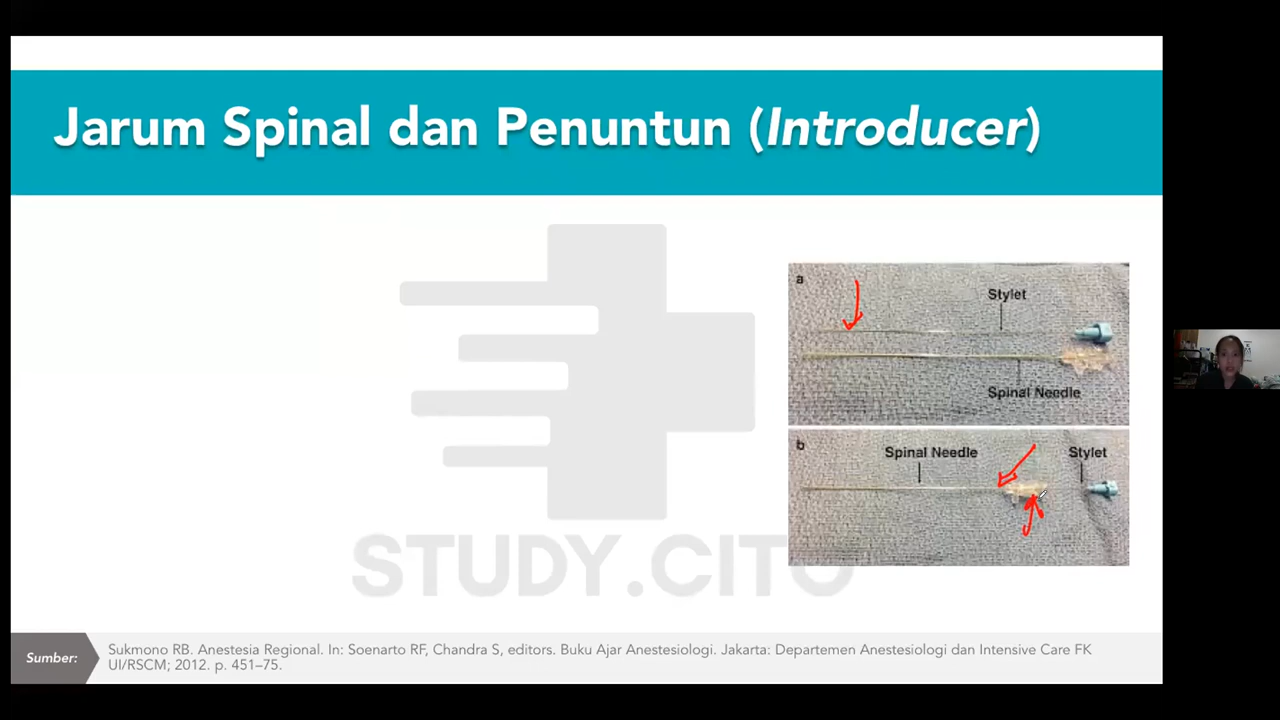 Jarum Spinal dan Penuntun (Introducer)
a
Stylet
Spinal Needle
b
Spinal Needle
Stylet
STUDY.CITO
Sumber:
Sukmono RB. Anestesia Regional. In: Soenarto RF, Chandra S, editors. Buku Ajar Anestesiologi. Jakarta: Departemen Anestesiologi dan Intensive Care FK
UI/RSCM; 2012. p. 451–75.